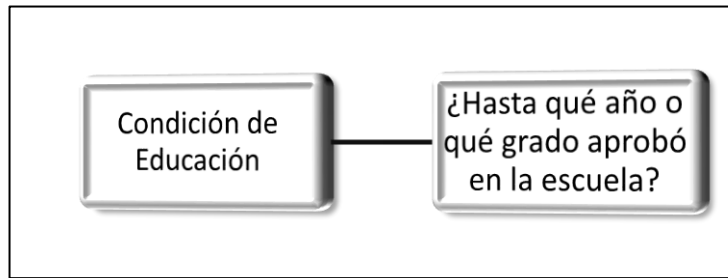 Condición de
Educación
¿Hasta qué año o
qué grado aprobó
en la escuela?